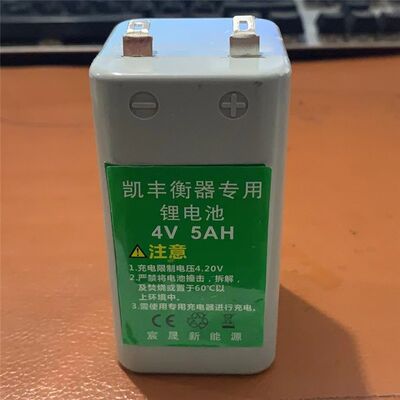 凯丰衡器专用
锂电池
4V 5AH
注意
1.充电限制电压4.20V
2.严禁将电池撞击，拆解，
及焚烧或置于60℃以
上环境中.
3.需使用专用充电器进行充电。
宸晟新能源